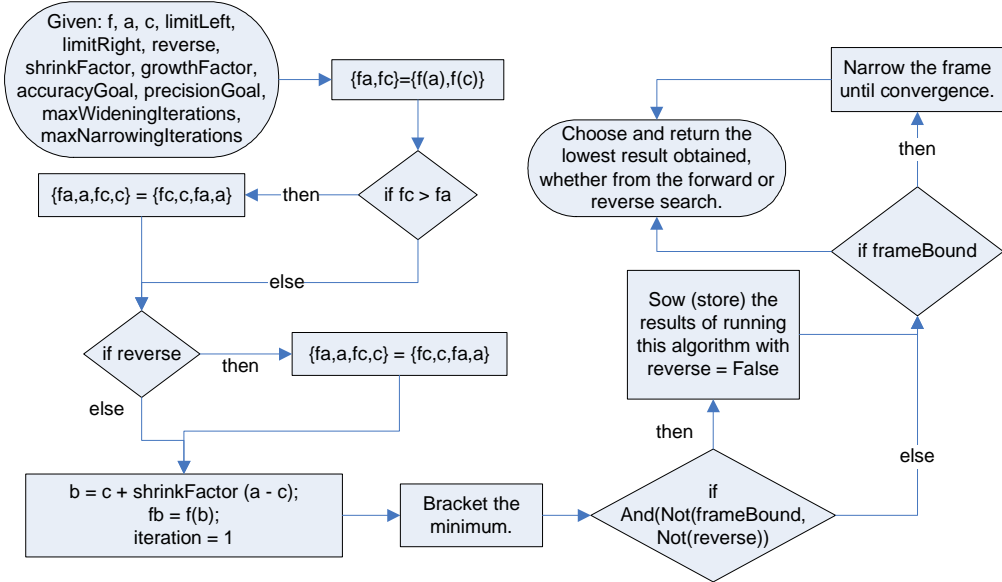 Given: f, a, c, limitLeft,
limitRight, reverse,
shrinkFactor, growthFactor,
accuracyGoal, precisionGoal,
maxWideningIterations,
maxNarrowingIterations
{fa,fc}={f(a),f(c)}
if fc > fa
then
{fa,a,fc,c} = {fc,c,fa,a}
else
if reverse
then
{fa,a,fc,c} = {fc,c,fa,a}
else
b = c + shrinkFactor (a - c);
fb = f(b);
iteration = 1
Bracket the
minimum.
if
And(Not(frameBound,
Not(reverse))
then
Sow (store) the
results of running
this algorithm with
reverse = False
else
if frameBound
then
Narrow the frame
until convergence.
Choose and return the
lowest result obtained,
whether from the forward or
reverse search.